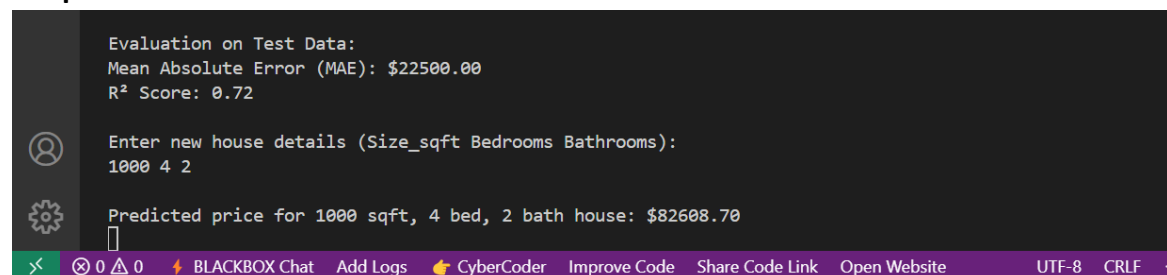 Evaluation on Test Data:
Mean Absolute Error (MAE): $22500.00
R² Score: 0.72
Enter new house details (Size_sqft Bedrooms Bathrooms):
1000 4 2
Predicted price for 1000 sqft, 4 bed, 2 bath house: $82608.70
0 0 BLACKBOX Chat Add Logs CyberCoder Improve Code Share Code Link Open Website UTF-8 CRLF